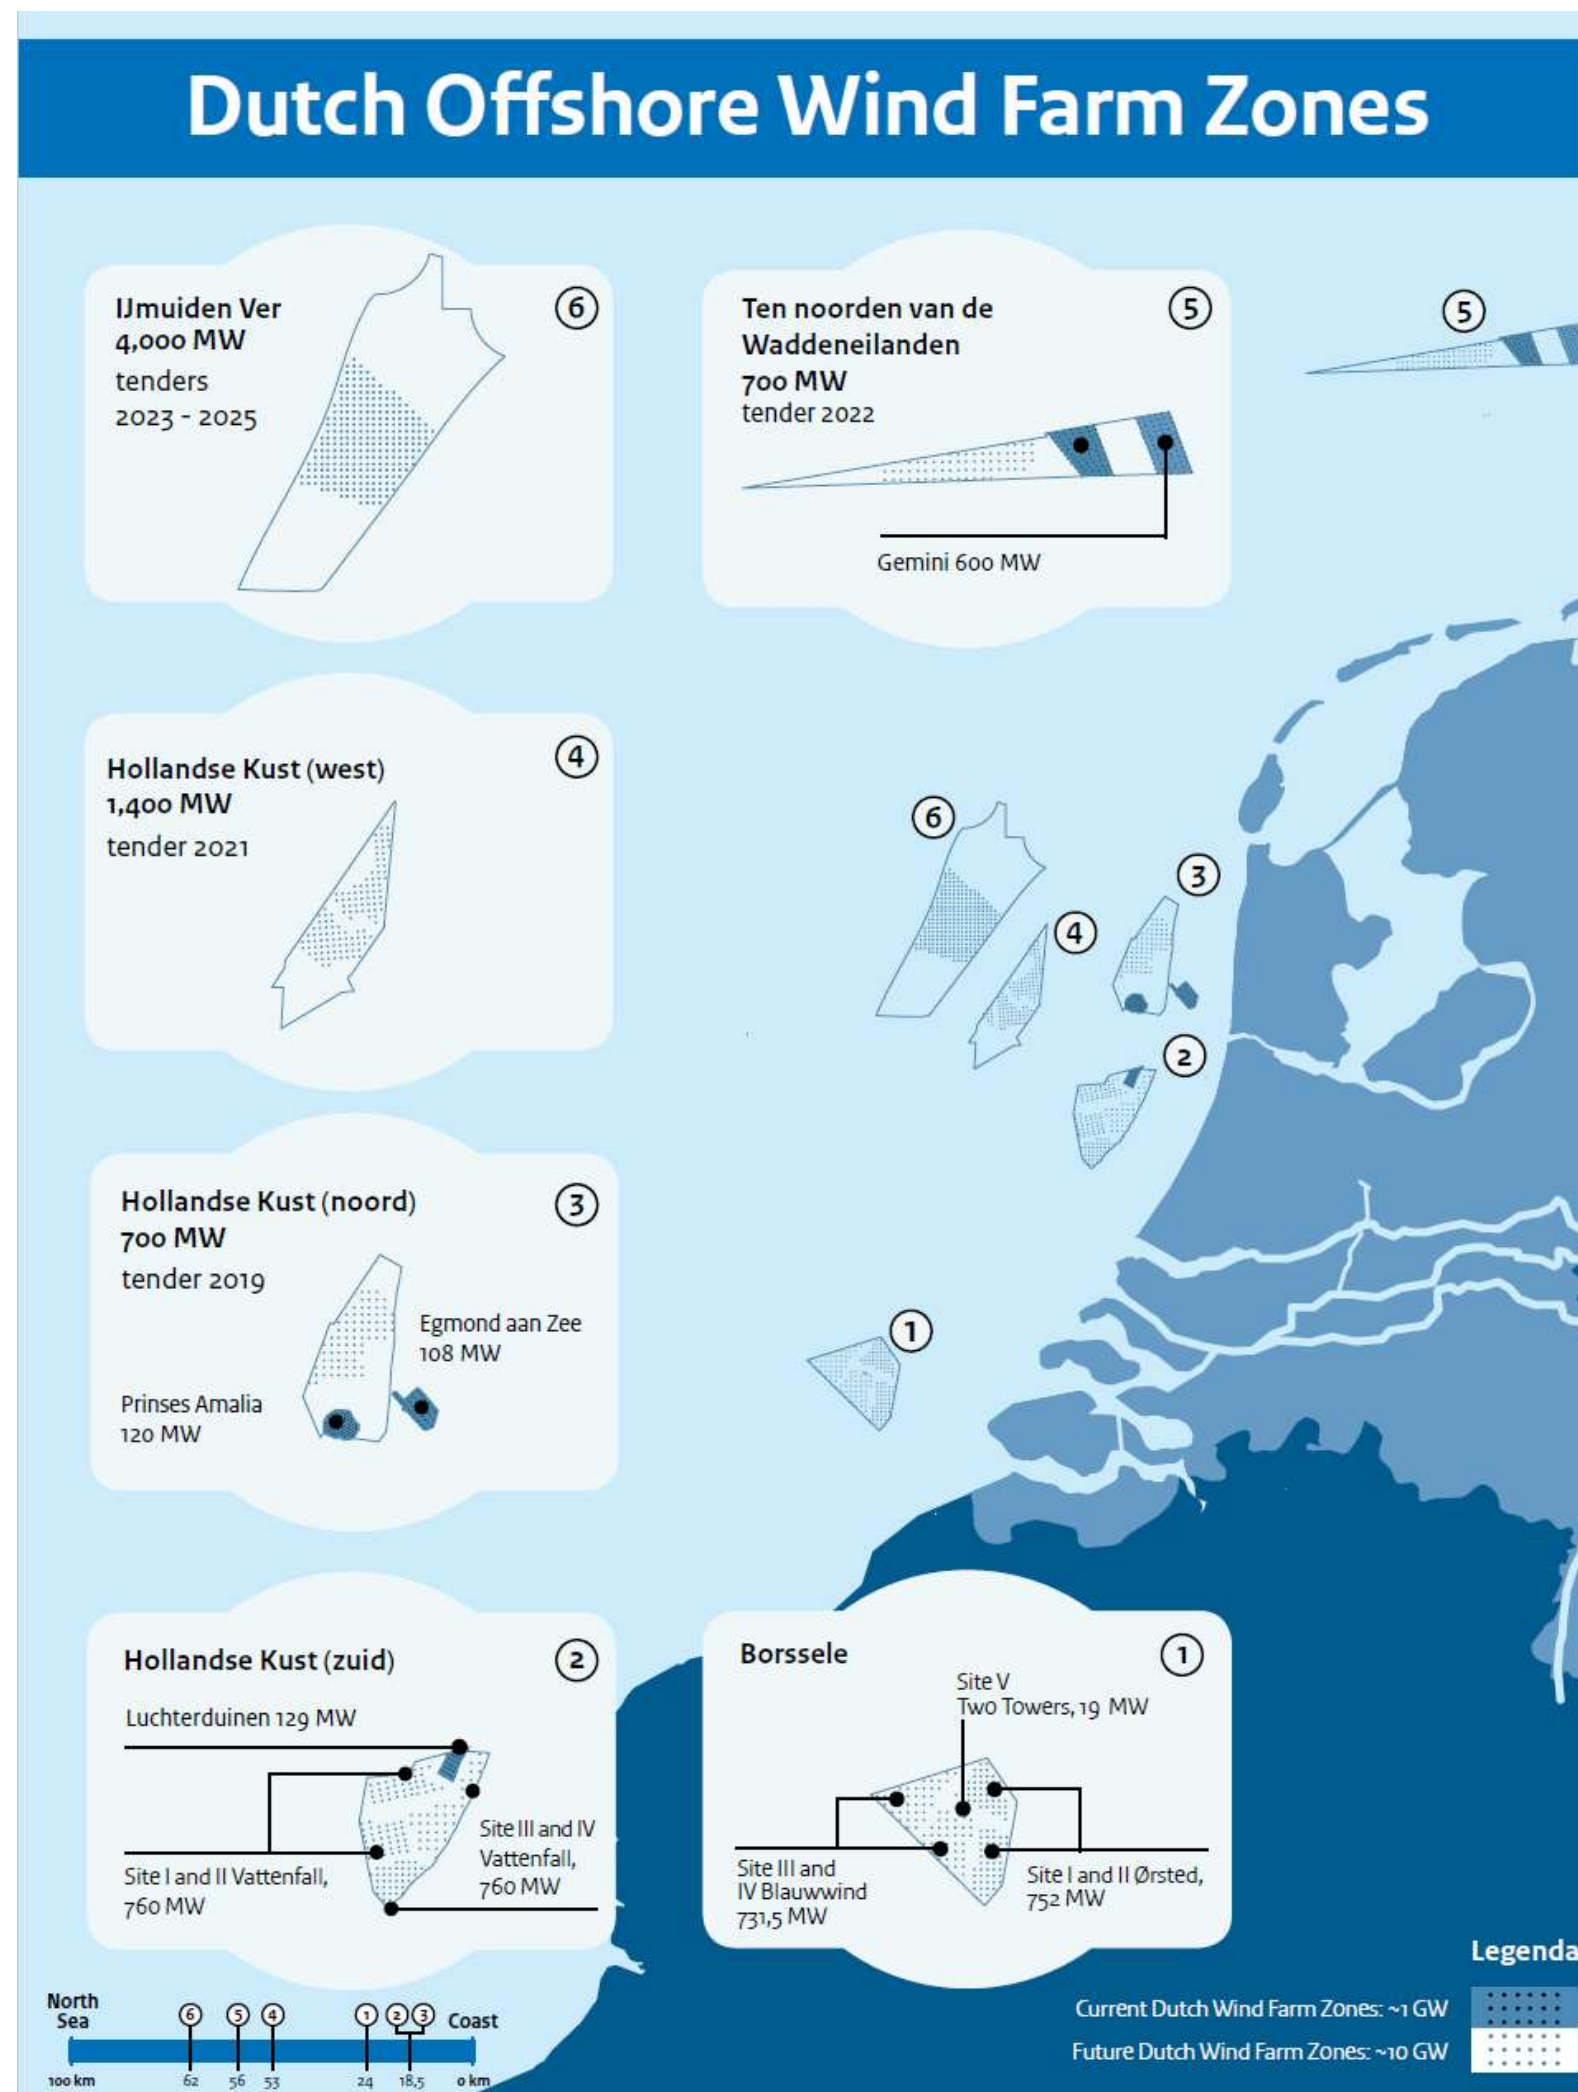 Dutch Offshore Wind Farm Zones
IJmuiden Ver
4,000 MW
tenders
2023 - 2025
6
Ten noorden van de
Waddeneilanden
700 MW
tender 2022
5
Gemini 600 MW
5
Hollandse Kust (west)
1,400 MW
tender 2021
4
6
3
4
2
1
Hollandse Kust (noord)
700 MW
tender 2019
3
Egmond aan Zee
108 MW
Prinses Amalia
120 MW
Hollandse Kust (zuid)
2
Luchterduinen 129 MW
Site III and IV
Vattenfall,
760 MW
Site I and II Vattenfall,
760 MW
Borssele
1
Site V
Two Towers, 19 MW
Site III and
IV Blauwwind
731,5 MW
Site I and II Ørsted,
752 MW
North
Sea
6 5 4 1 2 3
Coast
100 km 62 56 53 24 18,5 0 km
Legenda
Current Dutch Wind Farm Zones: ~1 GW
Future Dutch Wind Farm Zones: ~10 GW